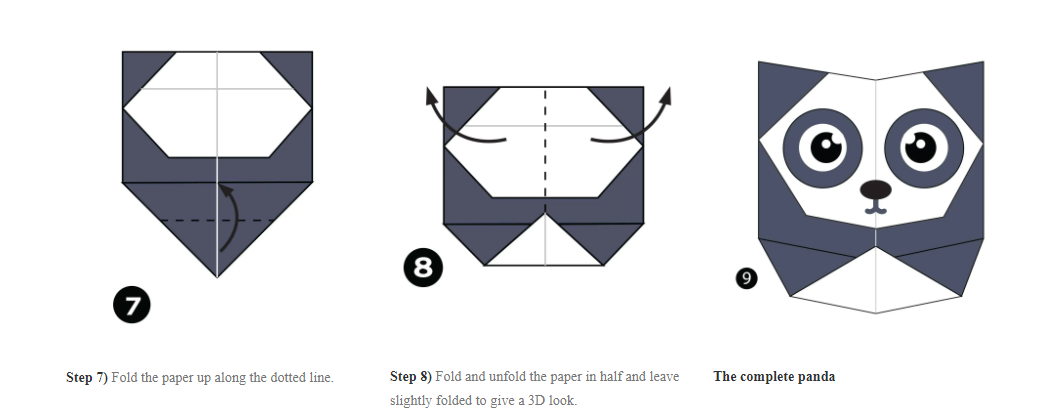 7
8
9
Step 7) Fold the paper up along the dotted line.
Step 8) Fold and unfold the paper in half and leave
slightly folded to give a 3D look.
The complete panda